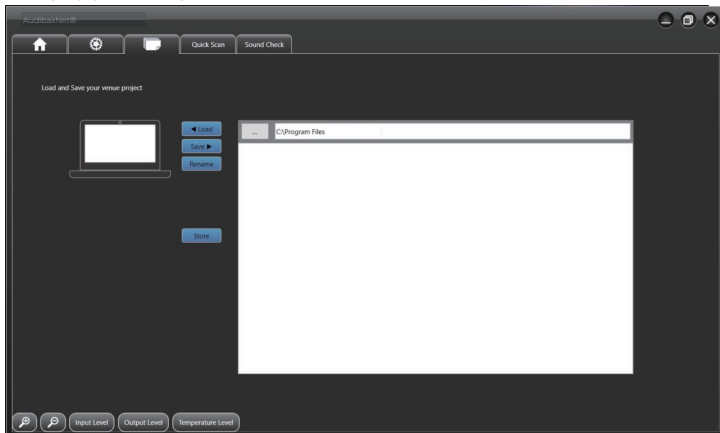 AudibaxNet®
Quick Scan
Sound Check
Load and Save your venue project
◀ Load
Save ▶
Rename
Store
... C:\Program Files
Input Level
Output Level
Temperature Level